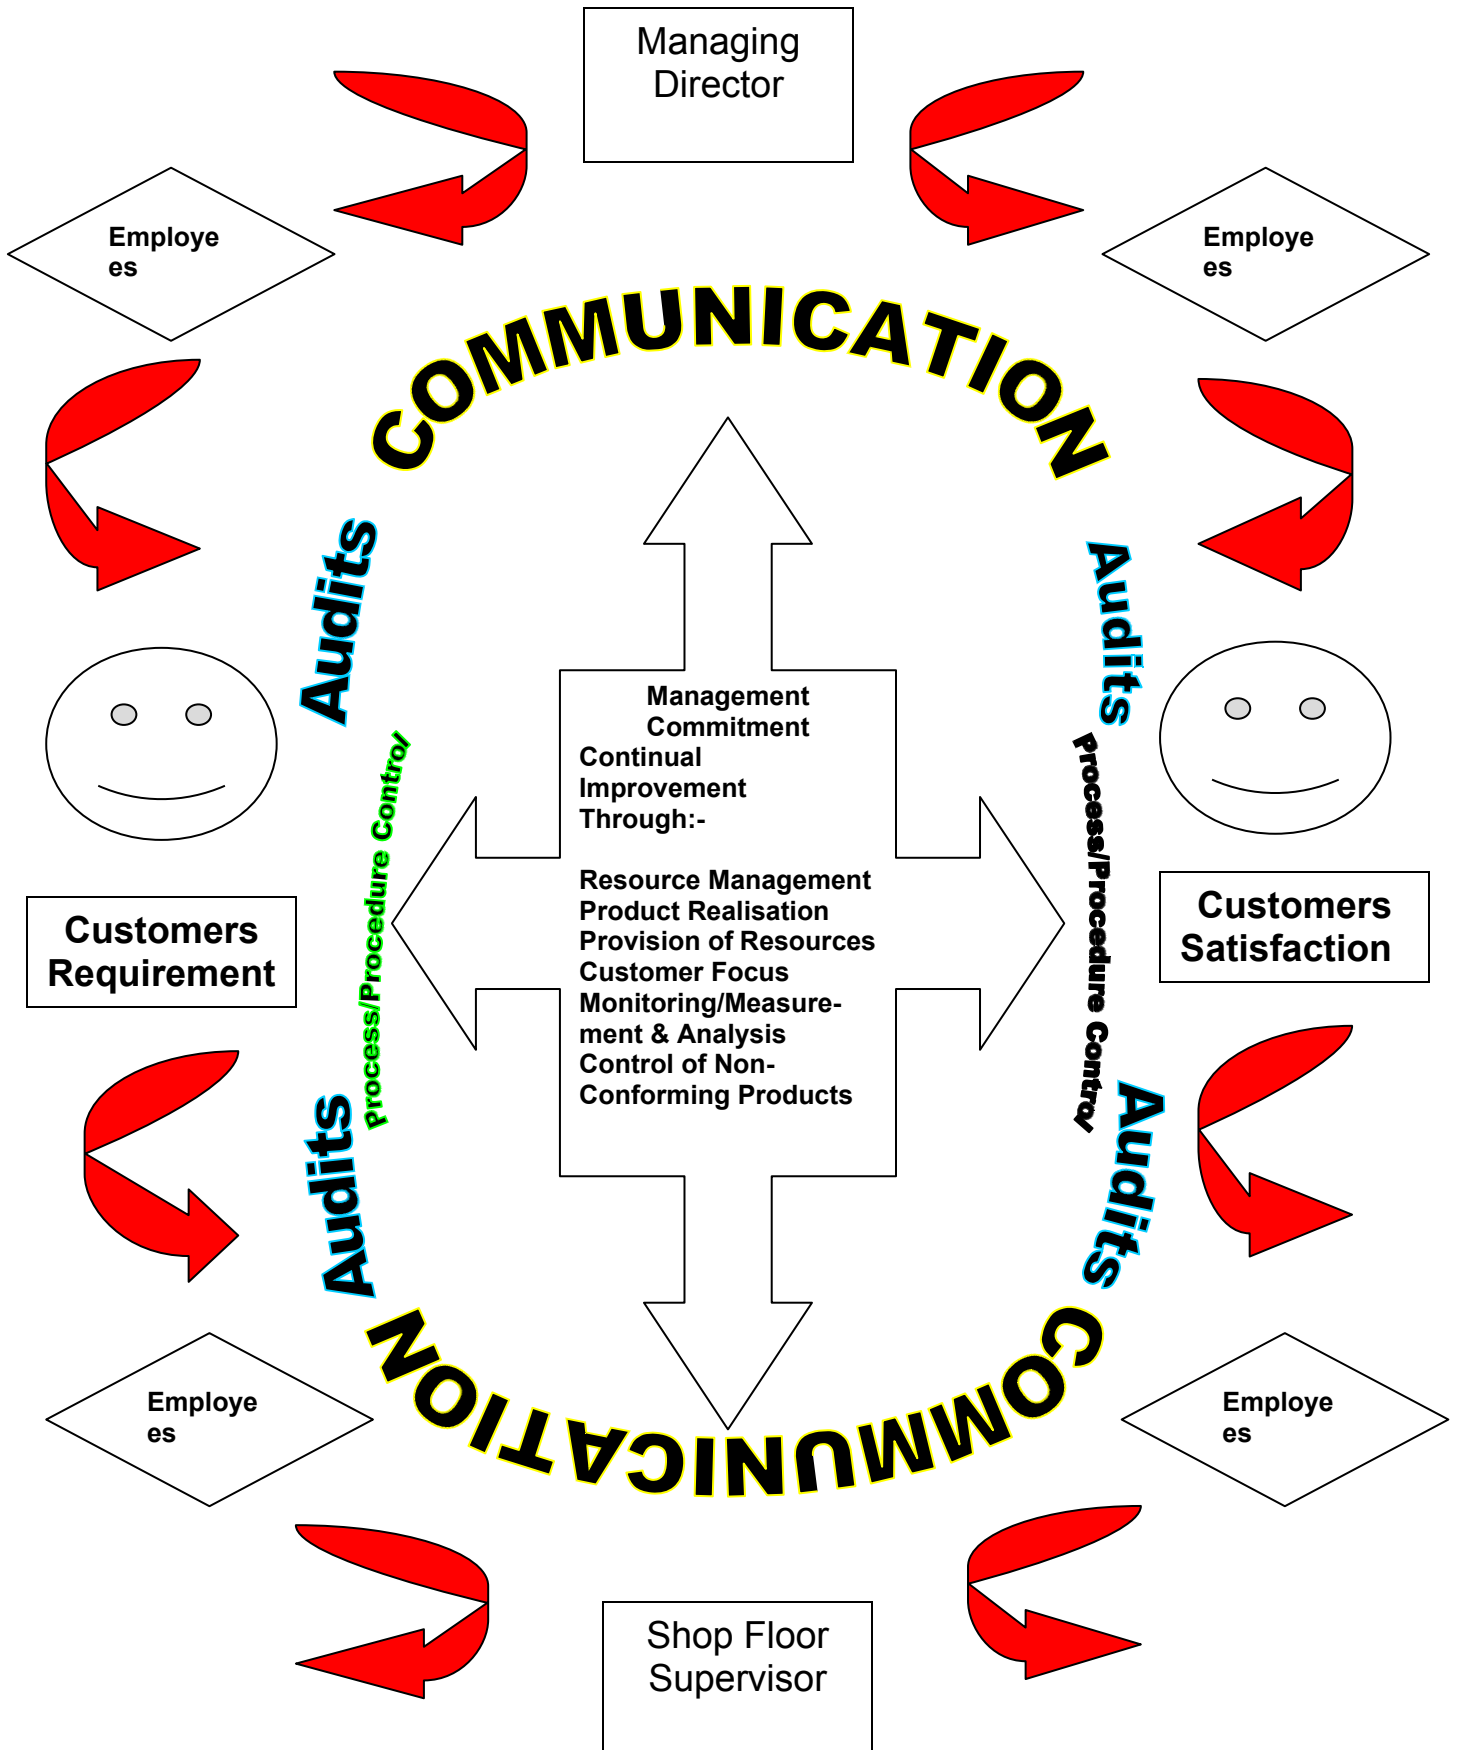 Managing
Director
Employe
es
Employe
es
COMMUNICATION
Audits
Audits
Management
Commitment
Continual
Improvement
Through:-
Resource Management
Product Realisation
Provision of Resources
Customer Focus
Monitoring/Measure-
ment & Analysis
Control of Non-
Conforming Products
Process/Procedure Control
Process/Procedure Control
Customers
Requirement
Customers
Satisfaction
Audits
Audits
Employe
es
Employe
es
COMMUNICATION
Shop Floor
Supervisor